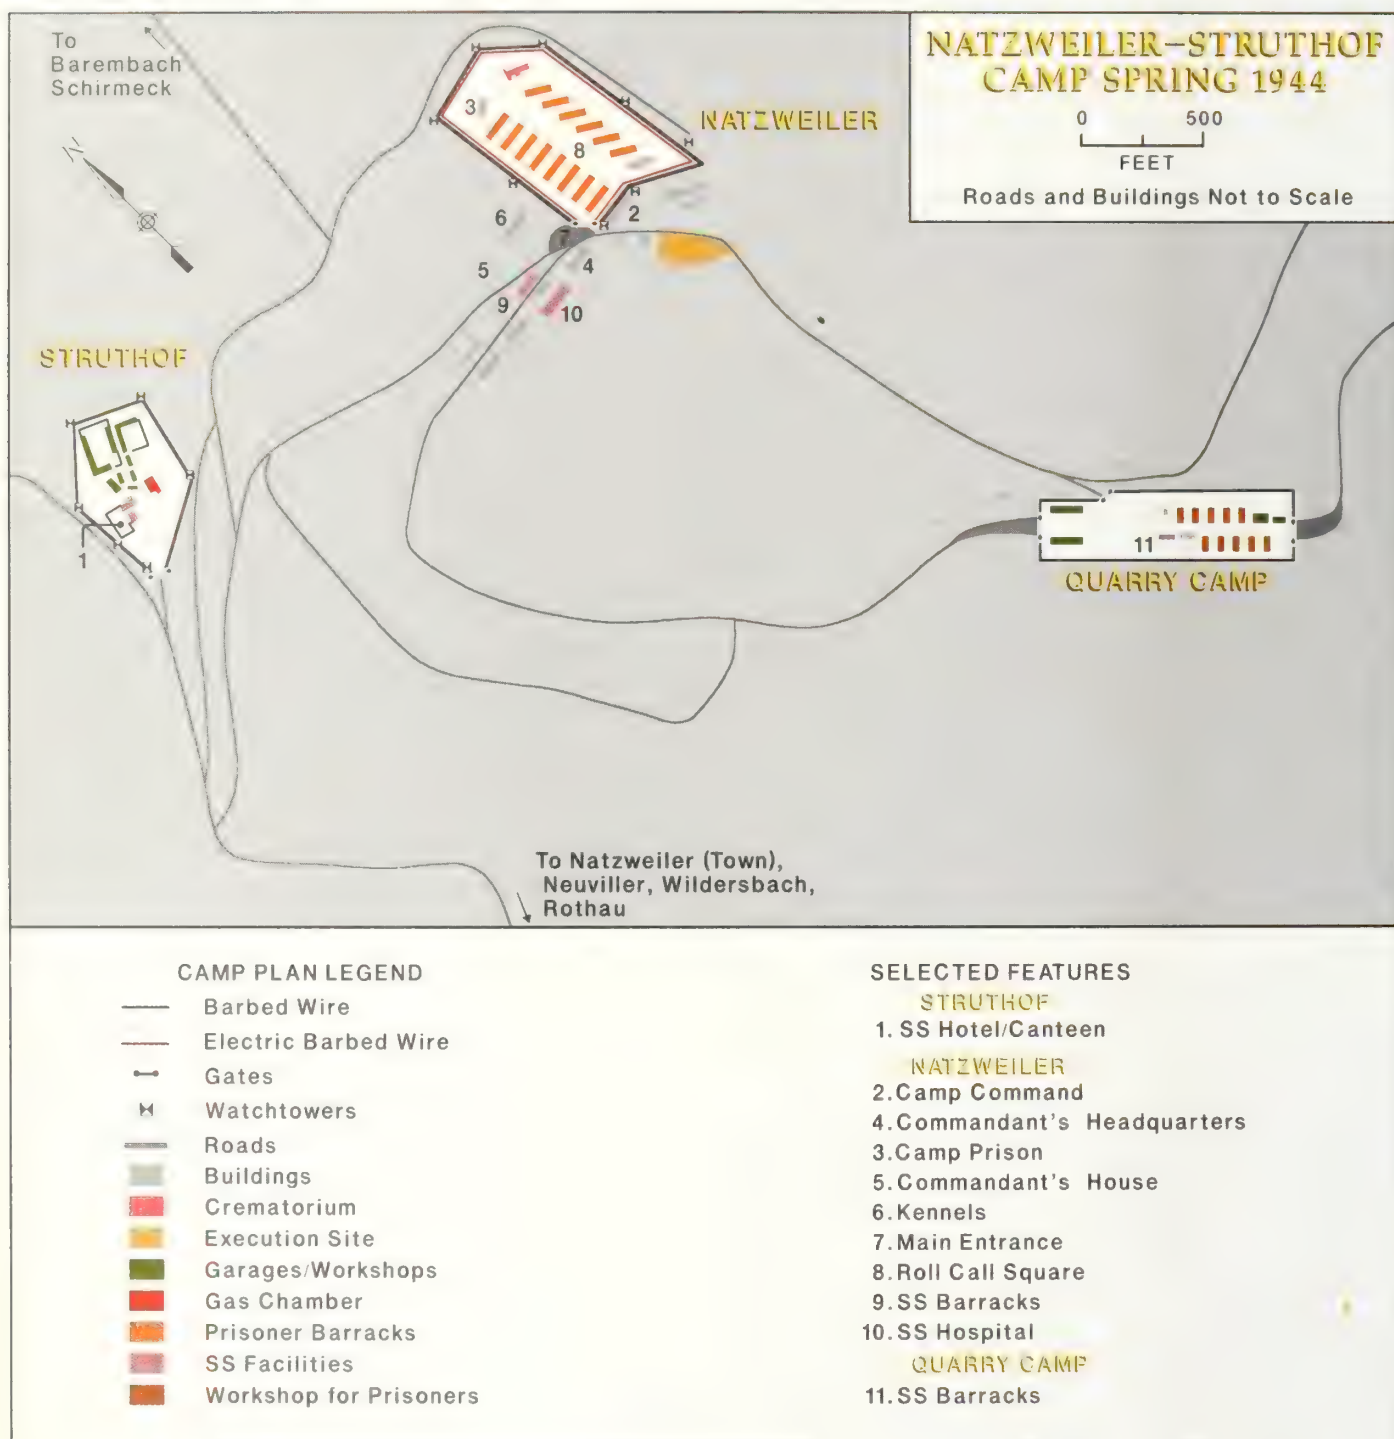 To
Barembach
Schirmeck
N
NATZWEILER–STRUTHOF
CAMP SPRING 1944
0 500
FEET
Roads and Buildings Not to Scale
NATZWEILER
3
8
2
6
7
4
5
9
10
STRUTHOF
1
11
QUARRY CAMP
To Natzweiler (Town),
Neuviller, Wildersbach,
Rothau
CAMP PLAN LEGEND
Barbed Wire
Electric Barbed Wire
Gates
Watchtowers
Roads
Buildings
Crematorium
Execution Site
Garages/Workshops
Gas Chamber
Prisoner Barracks
SS Facilities
Workshop for Prisoners
SELECTED FEATURES
STRUTHOF
1. SS Hotel/Canteen
NATZWEILER
2. Camp Command
4. Commandant's Headquarters
3. Camp Prison
5. Commandant's House
6. Kennels
7. Main Entrance
8. Roll Call Square
9. SS Barracks
10. SS Hospital
QUARRY CAMP
11. SS Barracks